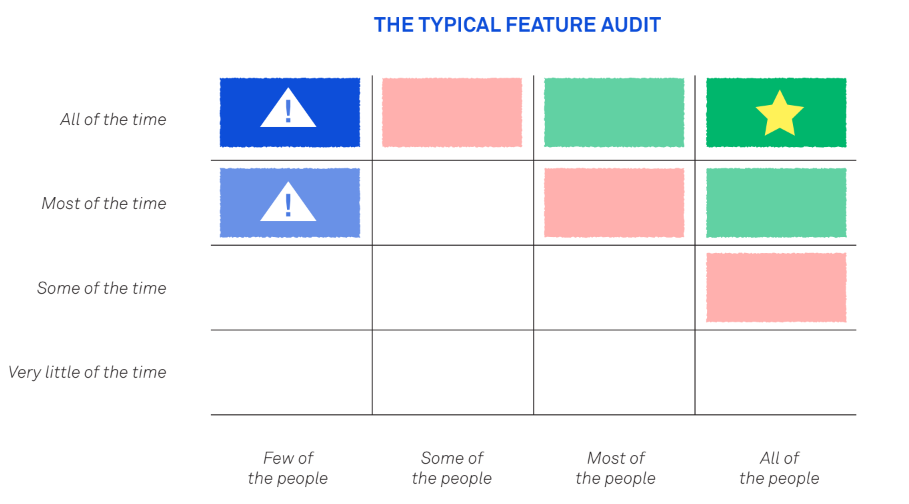 THE TYPICAL FEATURE AUDIT
All of the time
!
Most of the time
!
Some of the time
Very little of the time
Few of
the people
Some of
the people
Most of
the people
All of
the people